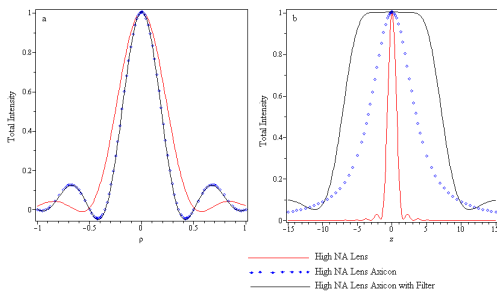 a
b
Total Intensity
1
0.8
0.6
0.4
0.2
0
-1
-0.5
0
0.5
1
ρ
Total Intensity
1
0.8
0.6
0.4
0.2
0
-15
-10
-5
0
5
10
15
z
High NA Lens
High NA Lens Axicon
High NA Lens Axicon with Filter